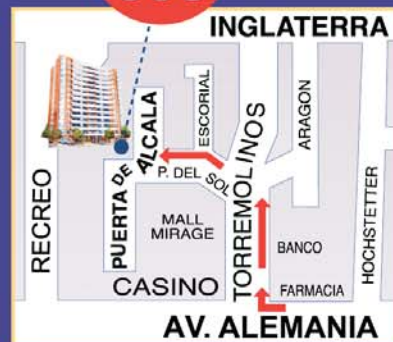 INGLATERRA
PUERTA DE
ALCALA
ESCORIAL
TORREMOLINOS
ARAGON
P. DEL SOL
RECREO
MALL
MIRAGE
BANCO
HOCHSTETTER
CASINO
FARMACIA
AV. ALEMANIA